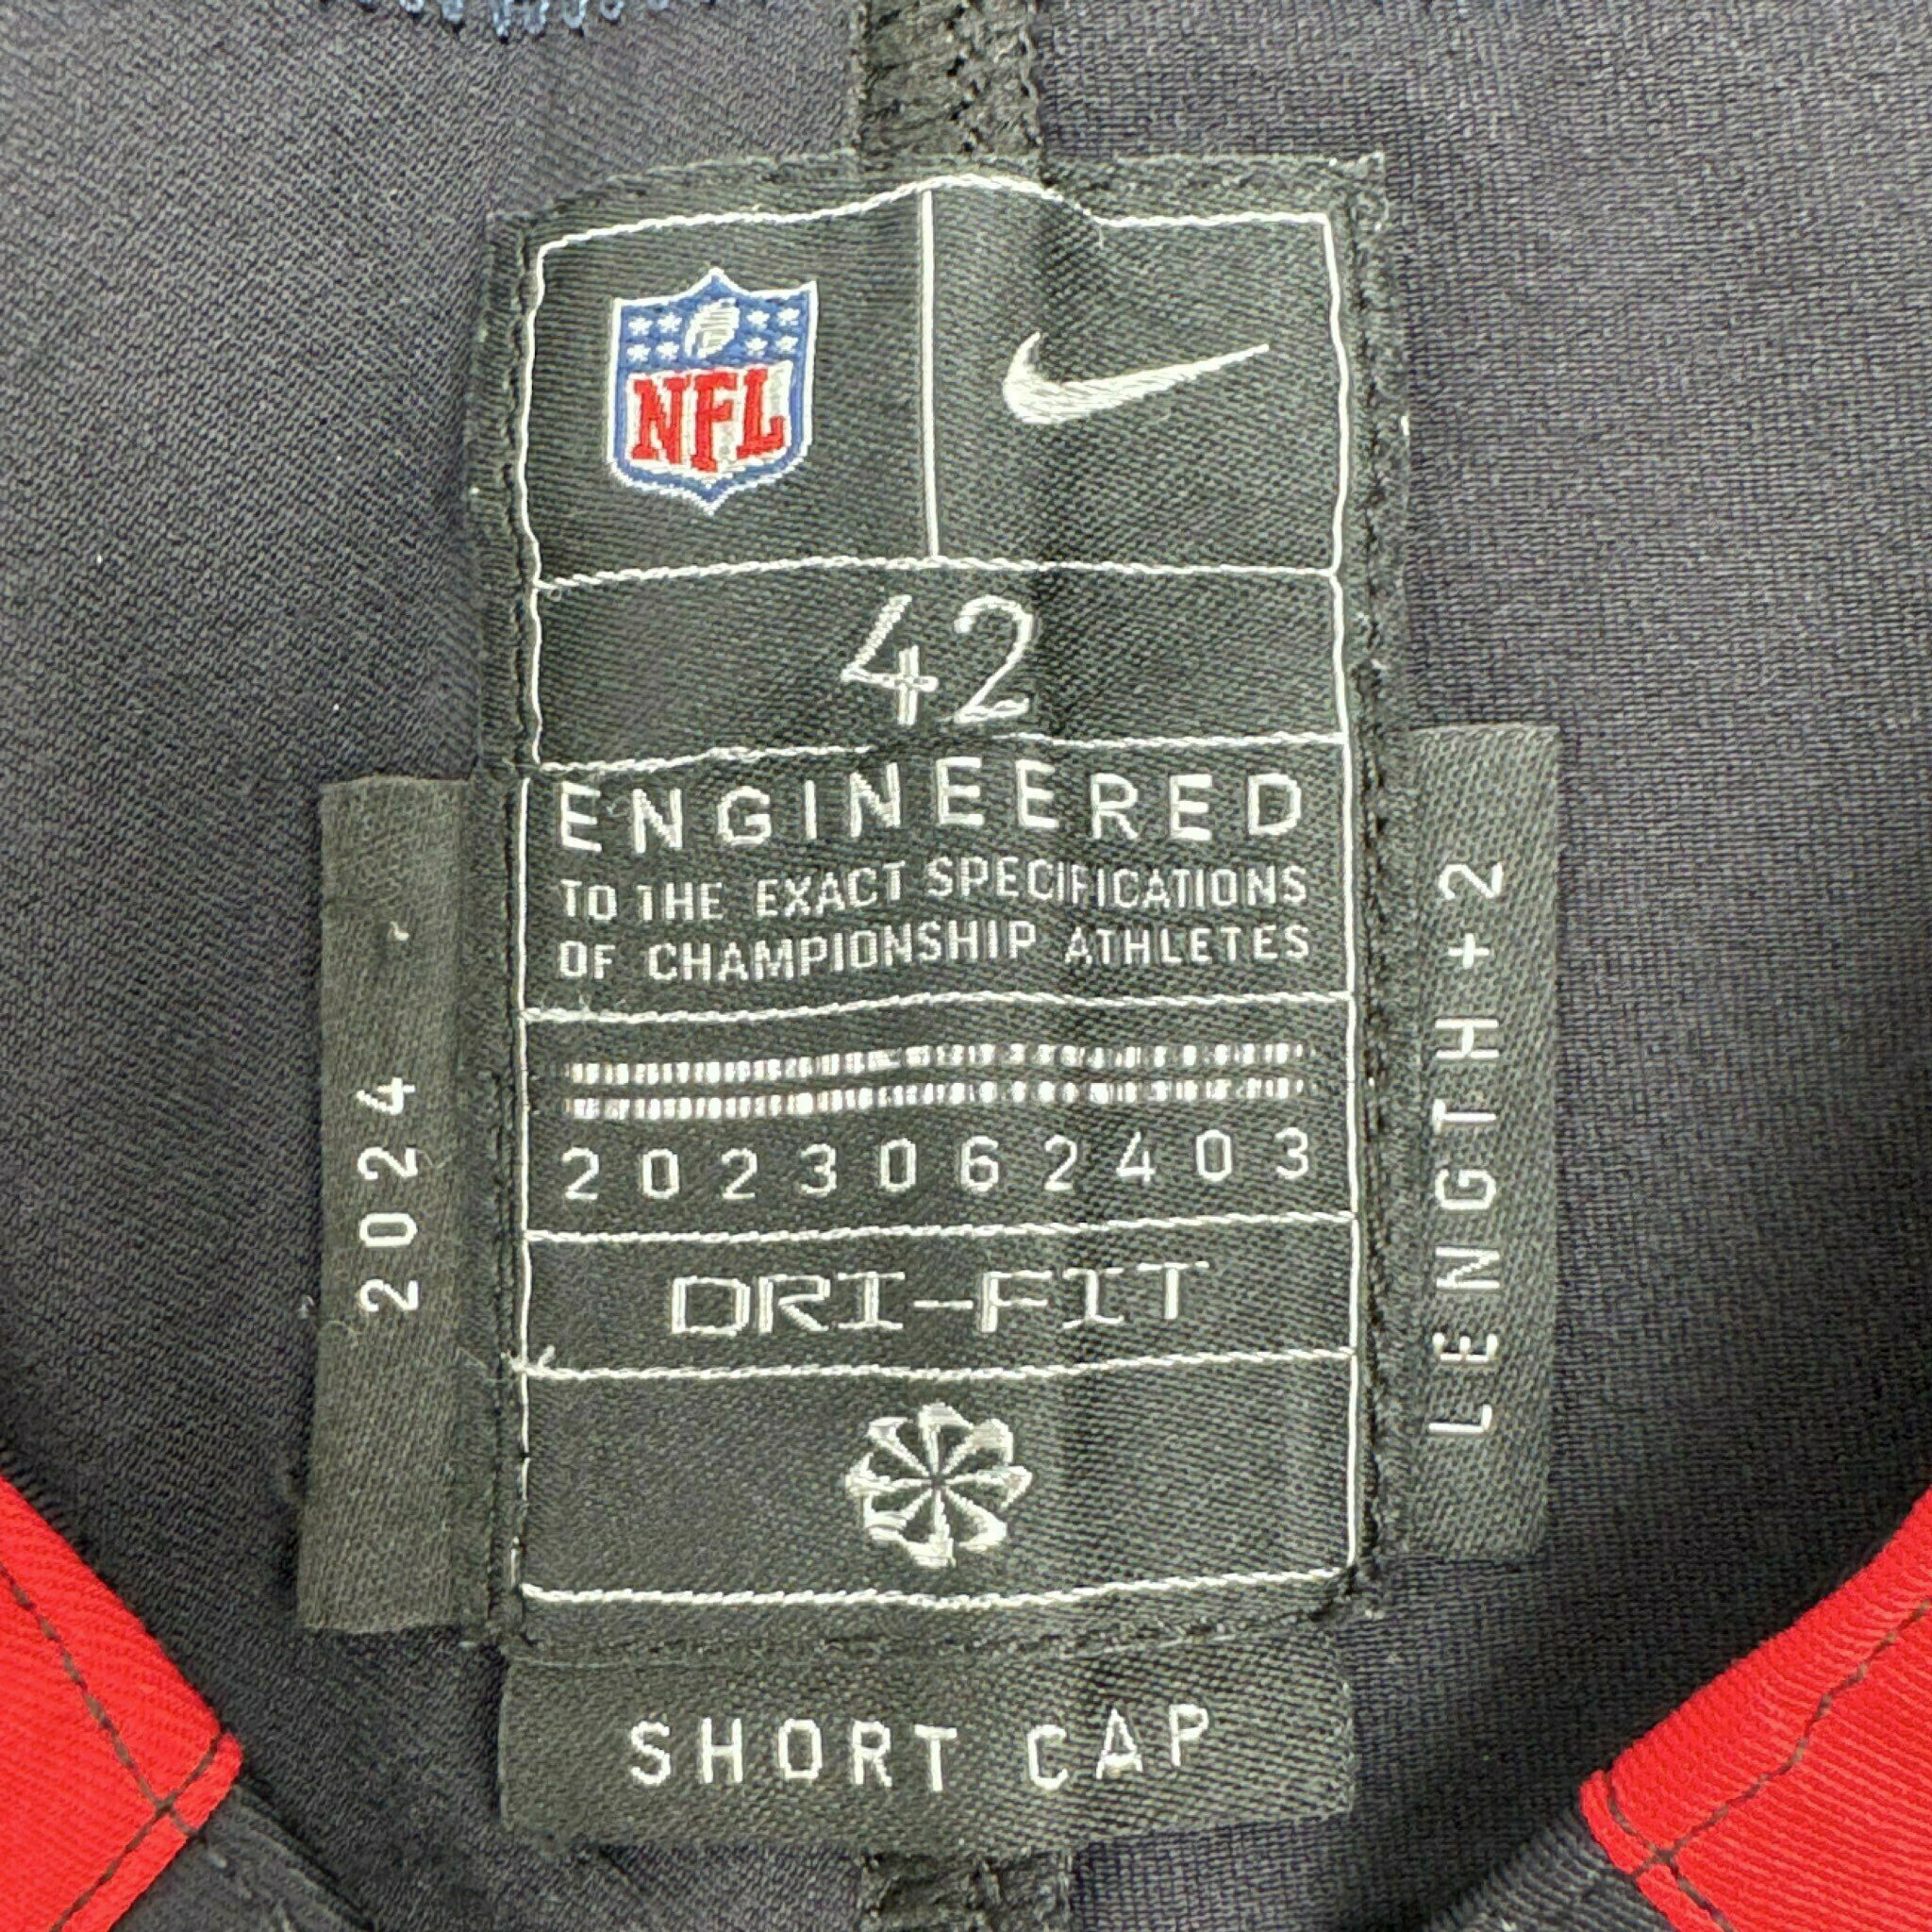 NFL
42
ENGINEERED
TO THE EXACT SPECIFICATIONS
OF CHAMPIONSHIP ATHLETES
2023062403
DRI-FIT
SHORT CAP
2024
LENGTH+2